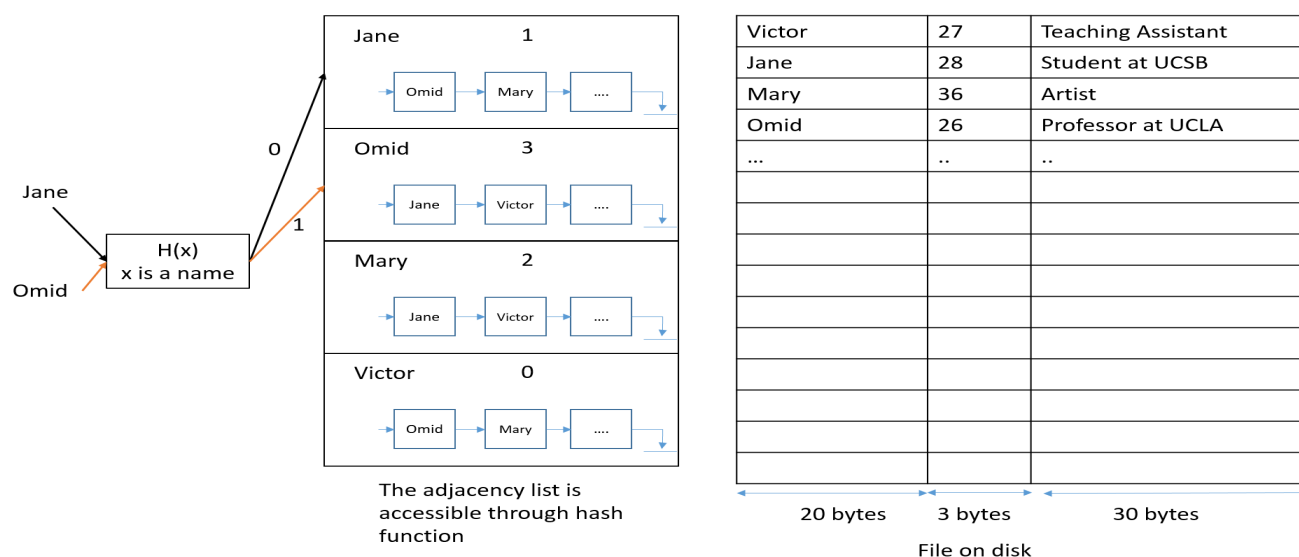 Jane
Omid
H(x)
x is a name
0
1
Jane 1
Omid Mary ....
Omid 3
Jane Victor ....
Mary 2
Jane Victor ....
Victor 0
Omid Mary ....
The adjacency list is
accessible through hash
function
Victor 27 Teaching Assistant
Jane 28 Student at UCSB
Mary 36 Artist
Omid 26 Professor at UCLA
... .. ..
20 bytes 3 bytes 30 bytes
File on disk